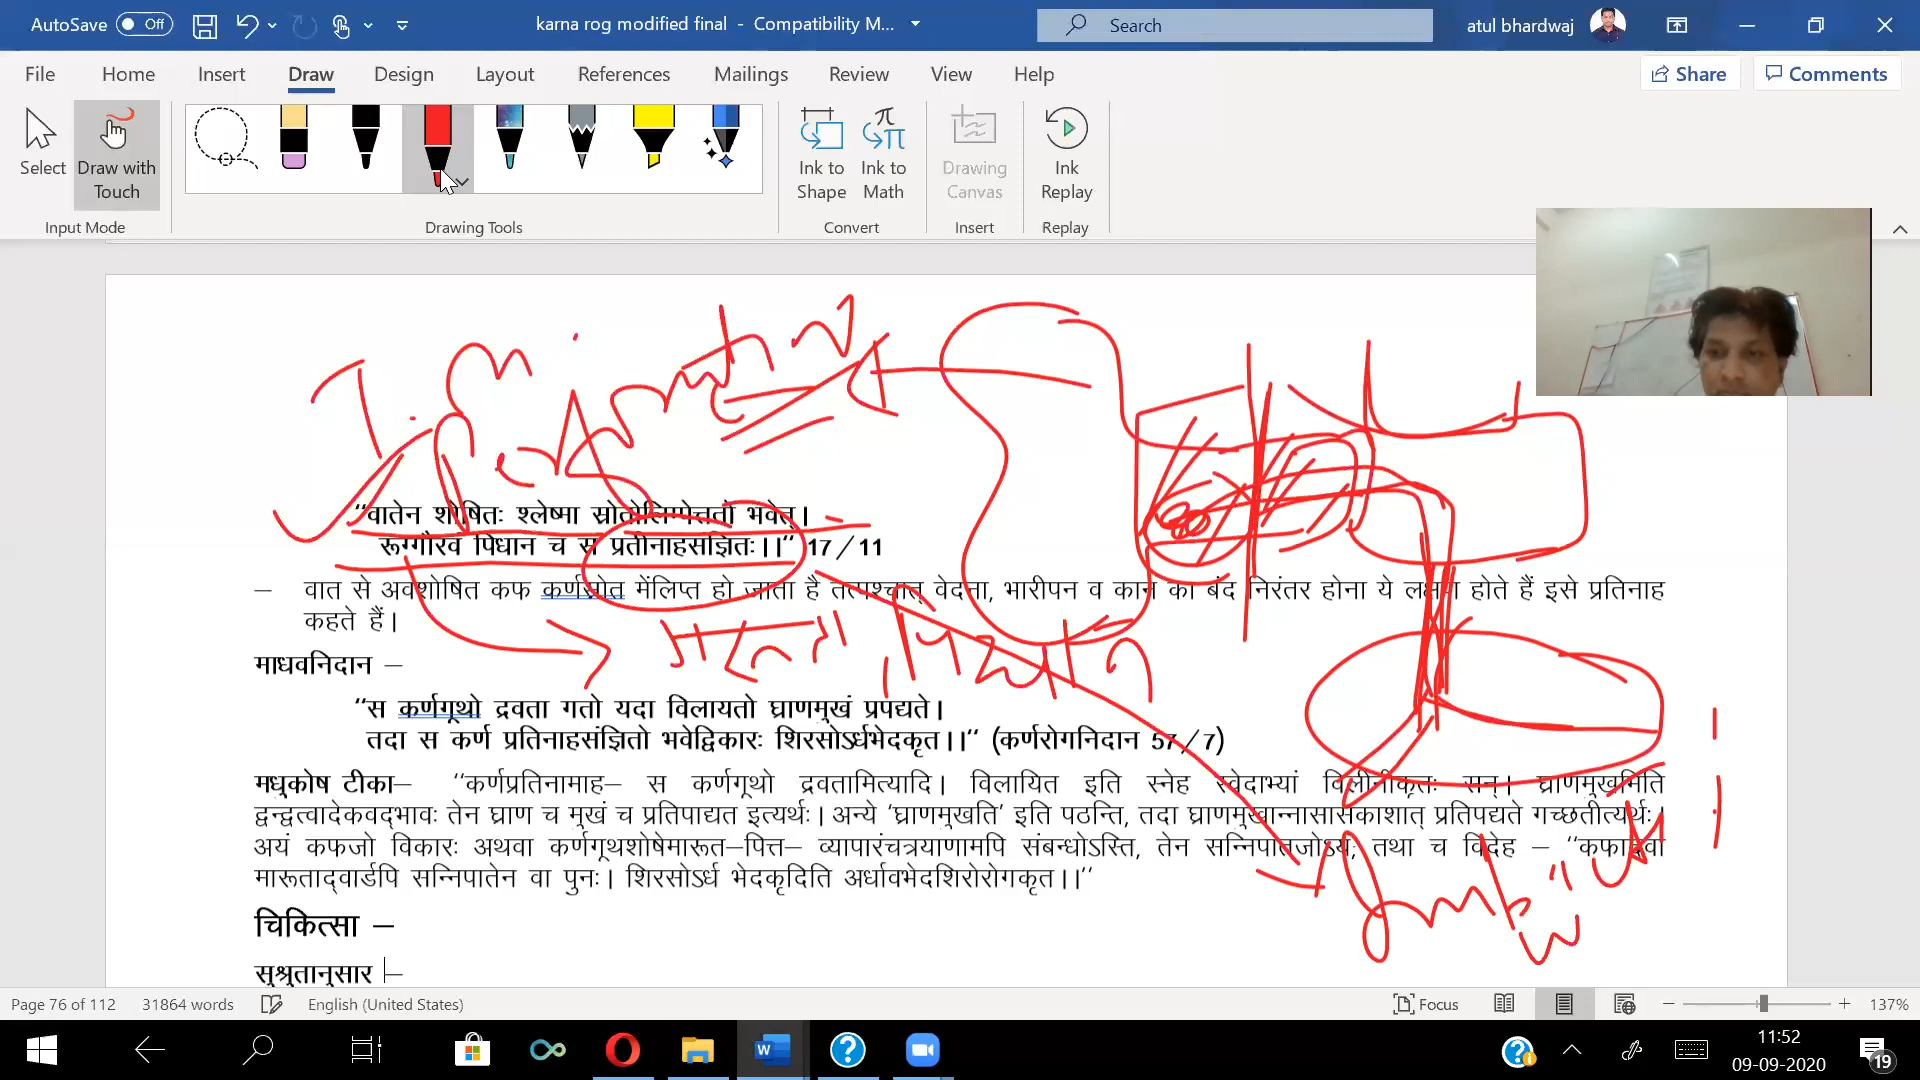 AutoSave Off karna rog modified final - Compatibility M... Search atul bhardwaj
File Home Insert Draw Design Layout References Mailings Review View Help Share Comments
Select Draw with Touch
Ink to Shape Ink to Math Drawing Canvas Ink Replay
Input Mode Drawing Tools Convert Insert Replay
“वातेन शोषितः श्लेष्मा स्रोतोलिम्पेत्ततो भवेत्।
रूग्गौरवं पिधानं च स प्रतीनाहसंज्ञितः।।” 17/11
– वात से अवशोषित कफ कर्णस्रोत मेंलिप्त हो जाता है तत्पश्चात् वेदना, भारीपन व कान का बंद निरंतर होना ये लक्षण होते हैं इसे प्रतिनाह
कहते हैं।
माधवनिदान –
“स कर्णगूथो द्रवता गतो यदा विलायतो घ्राणमुखं प्रपद्यते।
तदा स कर्ण प्रतिनाहसंज्ञितो भवेद्विकारः शिरसोऽर्धभेदकृत।।” (कर्णरोगनिदान 57/7)
मधुकोष टीका– “कर्णप्रतिनामाह– स कर्णगूथो द्रवतामित्यादि। विलायित इति स्नेह स्वेदाभ्यां विलीनीकृतः सन्। घ्राणमुखमिति
द्वन्द्वत्वादेकवद्भावः तेन घ्राण च मुखं च प्रतिपाद्यत इत्यर्थः। अन्ये ‘घ्राणमुखति’ इति पठन्ति, तदा घ्राणमुखान्नासासकाशात् प्रतिपद्यते गच्छतीत्यर्थः।
अयं कफजो विकारः अथवा कर्णगूथशोषेमारूत–पित्त– व्यापारंचत्रयाणामपि संबन्धोऽस्ति, तेन सन्निपातजोऽयं; तथा च विदेह – “कफाद्वा
मारूताद्वार्डपि सन्निपातेन वा पुनः। शिरसोऽर्ध भेदकृदिति अर्धावभेदशिरोरोगकृत।।”
चिकित्सा –
सुश्रुतानुसार –
Page 76 of 112 31864 words English (United States) Focus 137%
11:52
09-09-2020
19